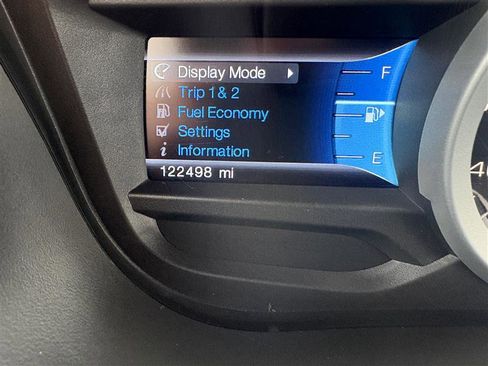 Display Mode
Trip 1 & 2
Fuel Economy
Settings
Information
122498 mi
F
E